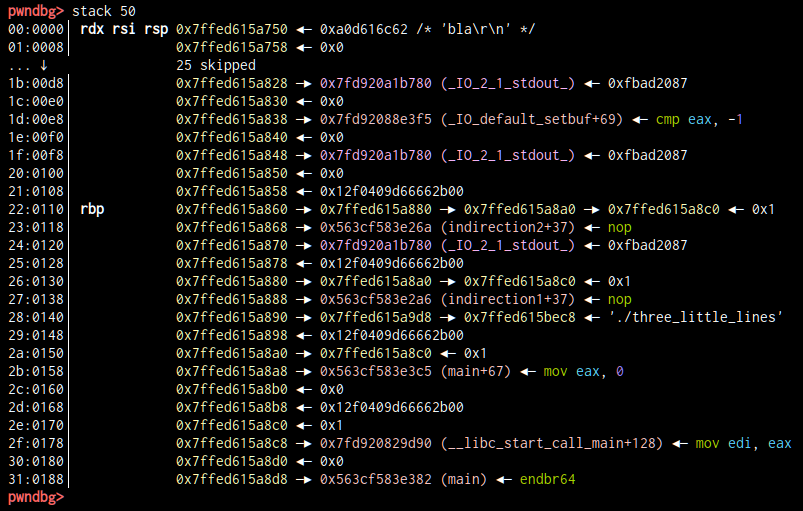 pwndbg> stack 50
00:0000│ rdx rsi rsp 0x7ffed615a750 ◂— 0xa0d616c62 /* 'bla\r\n' */
01:0008│             0x7ffed615a758 ◂— 0x0
... ↓                25 skipped
1b:00d8│             0x7ffed615a828 —▸ 0x7fd920a1b780 (_IO_2_1_stdout_) ◂— 0xfbad2087
1c:00e0│             0x7ffed615a830 ◂— 0x0
1d:00e8│             0x7ffed615a838 —▸ 0x7fd92088e3f5 (_IO_default_setbuf+69) ◂— cmp eax, -1
1e:00f0│             0x7ffed615a840 ◂— 0x0
1f:00f8│             0x7ffed615a848 —▸ 0x7fd920a1b780 (_IO_2_1_stdout_) ◂— 0xfbad2087
20:0100│             0x7ffed615a850 ◂— 0x0
21:0108│             0x7ffed615a858 ◂— 0x12f0409d66662b00
22:0110│ rbp         0x7ffed615a860 —▸ 0x7ffed615a880 —▸ 0x7ffed615a8a0 —▸ 0x7ffed615a8c0 ◂— 0x1
23:0118│             0x7ffed615a868 —▸ 0x563cf583e26a (indirection2+37) ◂— nop
24:0120│             0x7ffed615a870 —▸ 0x7fd920a1b780 (_IO_2_1_stdout_) ◂— 0xfbad2087
25:0128│             0x7ffed615a878 ◂— 0x12f0409d66662b00
26:0130│             0x7ffed615a880 —▸ 0x7ffed615a8a0 —▸ 0x7ffed615a8c0 ◂— 0x1
27:0138│             0x7ffed615a888 —▸ 0x563cf583e2a6 (indirection1+37) ◂— nop
28:0140│             0x7ffed615a890 —▸ 0x7ffed615a9d8 —▸ 0x7ffed615bec8 ◂— './three_little_lines'
29:0148│             0x7ffed615a898 ◂— 0x12f0409d66662b00
2a:0150│             0x7ffed615a8a0 —▸ 0x7ffed615a8c0 ◂— 0x1
2b:0158│             0x7ffed615a8a8 —▸ 0x563cf583e3c5 (main+67) ◂— mov eax, 0
2c:0160│             0x7ffed615a8b0 ◂— 0x0
2d:0168│             0x7ffed615a8b8 ◂— 0x12f0409d66662b00
2e:0170│             0x7ffed615a8c0 ◂— 0x1
2f:0178│             0x7ffed615a8c8 —▸ 0x7fd920829d90 (__libc_start_call_main+128) ◂— mov edi, eax
30:0180│             0x7ffed615a8d0 ◂— 0x0
31:0188│             0x7ffed615a8d8 —▸ 0x563cf583e382 (main) ◂— endbr64
pwndbg>